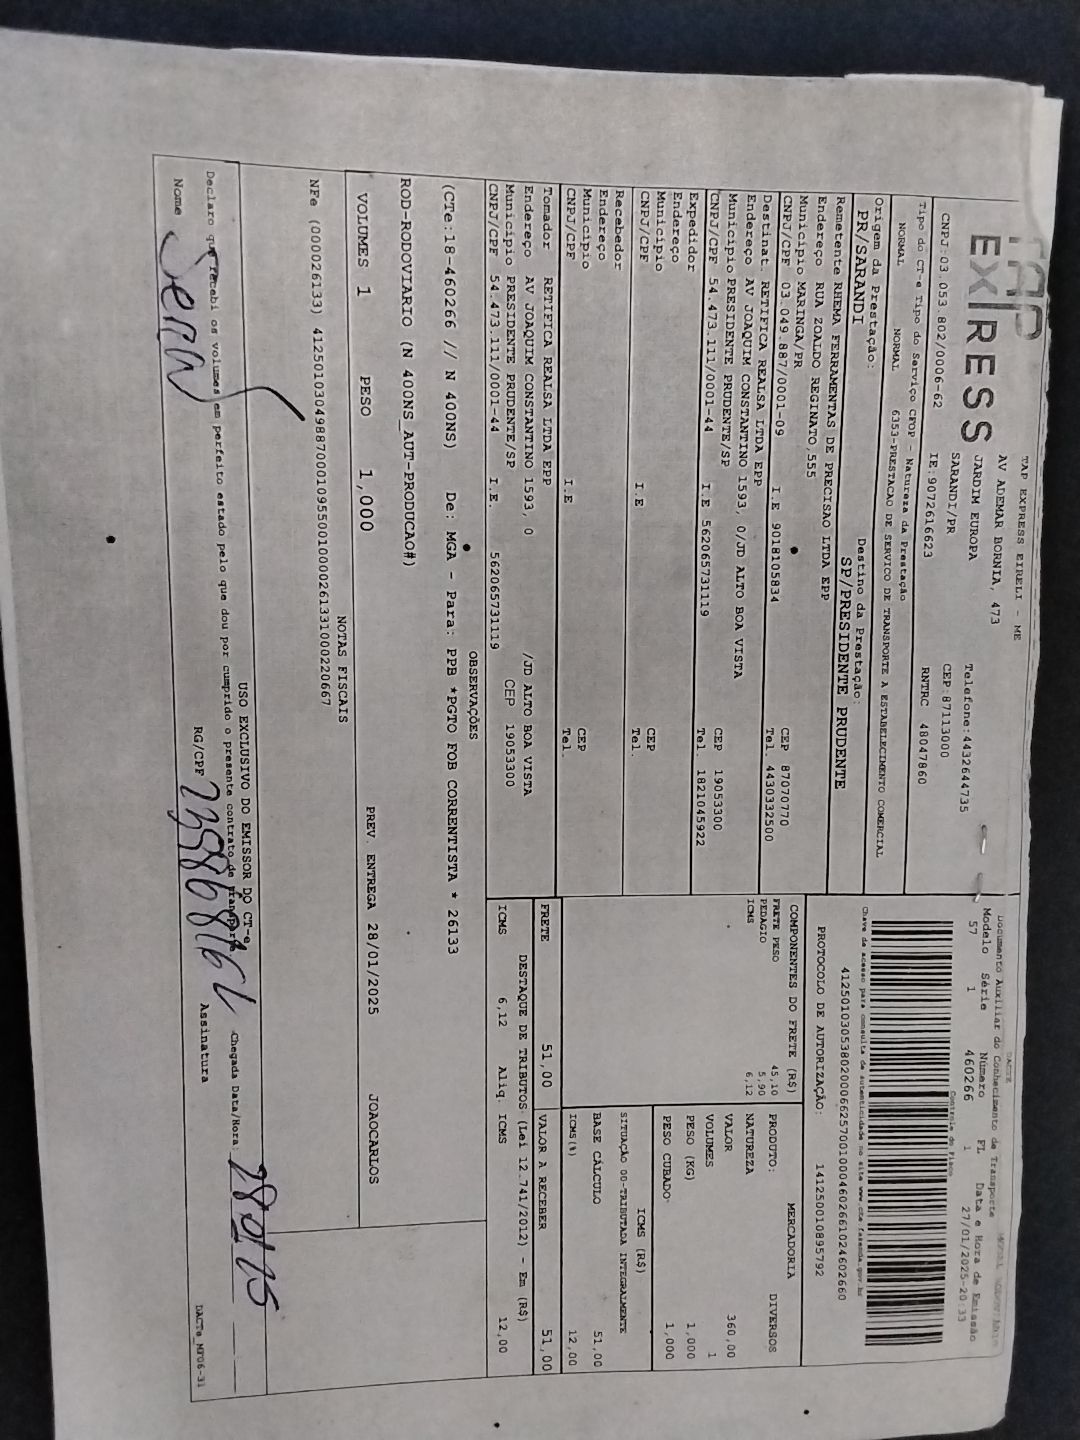 TAP
EXPRESS
TAP EXPRESS EIRELI - ME
AV ADEMAR BORNIA, 473
JARDIM EUROPA
SARANDI/PR
Telefone:4432644735
CEP:87113000
CNPJ:03.053.802/0006-62
IE:9072616623
RNTRC 48047860
Tipo do CT-e Tipo do Serviço CFOP - Natureza da Prestação
NORMAL NORMAL 6353-PRESTACAO DE SERVICO DE TRANSPORTE A ESTABELECIMENTO COMERCIAL
Origem da Prestação: Destino da Prestação:
PR/SARANDI SP/PRESIDENTE PRUDENTE
Remetente RHEMA FERRAMENTAS DE PRECISAO LTDA EPP
Endereço RUA ZOALDO REGINATO,555
Municipio MARINGA/PR CEP 87070770
CNPJ/CPF 03.049.887/0001-09 I.E 9018105834 Tel. 4430332500
Destinat. RETIFICA REALSA LTDA EPP
Endereço AV JOAQUIM CONSTANTINO 1593, 0/JD ALTO BOA VISTA
Municipio PRESIDENTE PRUDENTE/SP CEP 19053300
CNPJ/CPF 54.473.111/0001-44 I.E 562065731119 Tel. 1821045922
Expedidor
Endereço
Municipio CEP
CNPJ/CPF I.E Tel.
Recebedor
Endereço
Municipio CEP
CNPJ/CPF I.E Tel.
Tomador RETIFICA REALSA LTDA EPP
Endereço AV JOAQUIM CONSTANTINO 1593, 0 /JD ALTO BOA VISTA
Municipio PRESIDENTE PRUDENTE/SP CEP 19053300
CNPJ/CPF 54.473.111/0001-44 I.E. 562065731119
DACTE
Documento Auxiliar do Conhecimento de Transporte
Modelo Série Número FL Data e Hora de Emissão
57 1 460266 1 27/01/2025-20:33
Controle do Fisco
Chave de acesso para consulta de autenticidade no site www.cte.fazenda.gov.br
41250103053802000662570010004602661024602660
PROTOCOLO DE AUTORIZAÇÃO: 141250010895792
COMPONENTES DO FRETE (R$)
FRETE PESO 45,10
PEDAGIO 5,90
ICMS 6,12
MERCADORIA
PRODUTO: DIVERSOS
NATUREZA
VALOR 360,00
VOLUMES 1
PESO (KG) 1,000
PESO CUBADO 1,000
ICMS (R$)
SITUAÇÃO 00-TRIBUTADA INTEGRALMENTE
BASE CÁLCULO 51,00
ICMS(%) 12,00
FRETE 51,00 VALOR A RECEBER 51,00
DESTAQUE DE TRIBUTOS (Lei 12.741/2012) - Em (R$)
ICMS 6,12 Aliq. ICMS 12,00
OBSERVAÇÕES
(CTe:18-460266 // N 400NS) De: MGA - Para: PPB *PGTO FOB CORRENTISTA * 26133
ROD-RODOVIARIO (N 400NS_AUT-PRODUCAO#)
VOLUMES 1 PESO 1,000 PREV. ENTREGA 28/01/2025 JOAOCARLOS
NOTAS FISCAIS
NFe (000026133) 41250103049887000109550010000261331000220667
USO EXCLUSIVO DO EMISSOR DO CT-e
Declaro que recebi os volumes em perfeito estado pelo que dou por cumprido o presente contrato de transporte
Chegada Data/Hora: 28 01 25
Nome RG/CPF Assinatura
DACTe_MF06-31